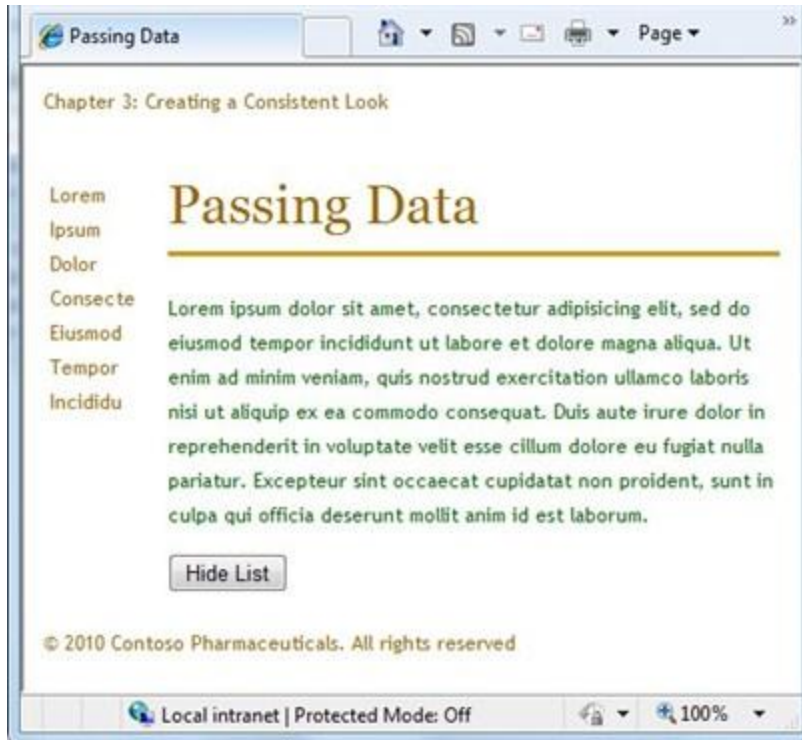 Passing Data
Page
Chapter 3: Creating a Consistent Look
Lorem
Ipsum
Dolor
Consecte
Eiusmod
Tempor
Incididu
Passing Data
Lorem ipsum dolor sit amet, consectetur adipisicing elit, sed do
eiusmod tempor incididunt ut labore et dolore magna aliqua. Ut
enim ad minim veniam, quis nostrud exercitation ullamco laboris
nisi ut aliquip ex ea commodo consequat. Duis aute irure dolor in
reprehenderit in voluptate velit esse cillum dolore eu fugiat nulla
pariatur. Excepteur sint occaecat cupidatat non proident, sunt in
culpa qui officia deserunt mollit anim id est laborum.
Hide List
© 2010 Contoso Pharmaceuticals. All rights reserved
Local intranet | Protected Mode: Off
100%